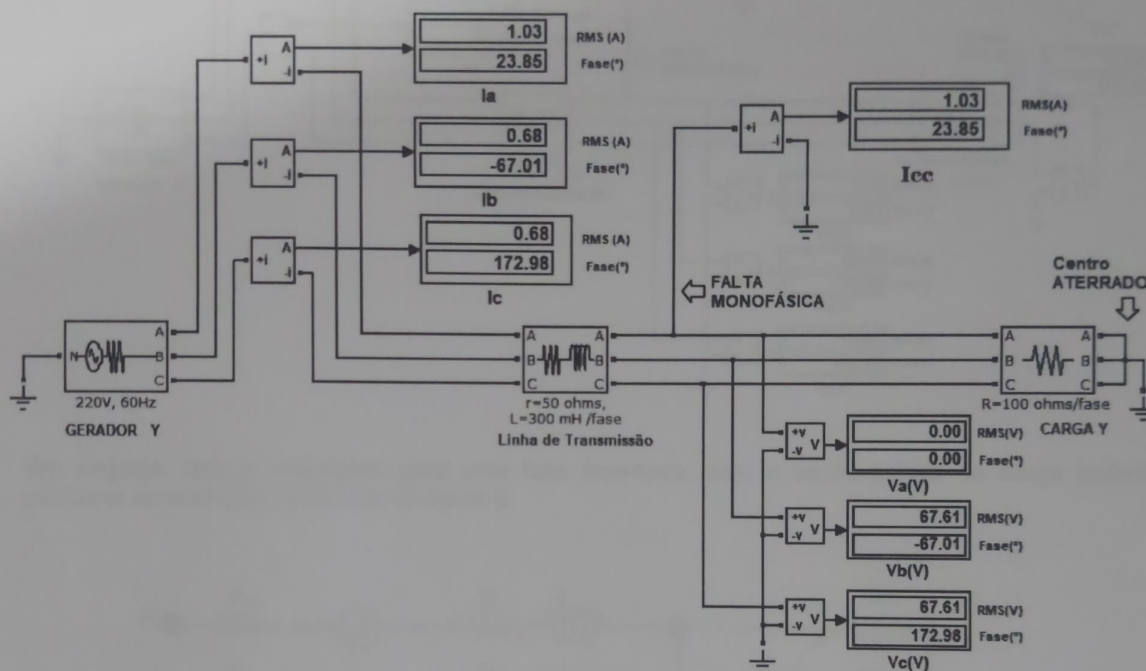 1.03 RMS (A)
23.85 Fase(°)
Ia
A
+i
-i
0.68 RMS (A)
-67.01 Fase(°)
Ib
A
+i
-i
0.68 RMS (A)
172.98 Fase(°)
Ic
A
+i
-i
1.03 RMS(A)
23.85 Fase(°)
Icc
A
+i
-i
FALTA
MONOFÁSICA
Centro
ATERRADO
N A
B
C
220V, 60Hz
GERADOR Y
A A
B B
C C
r=50 ohms,
L=300 mH /fase
Linha de Transmissão
A A
B B
C C
R=100 ohms/fase
CARGA Y
+v
-v V
0.00 RMS(V)
0.00 Fase(°)
Va(V)
+v
-v V
67.61 RMS(V)
-67.01 Fase(°)
Vb(V)
+v
-v V
67.61 RMS(V)
172.98 Fase(°)
Vc(V)